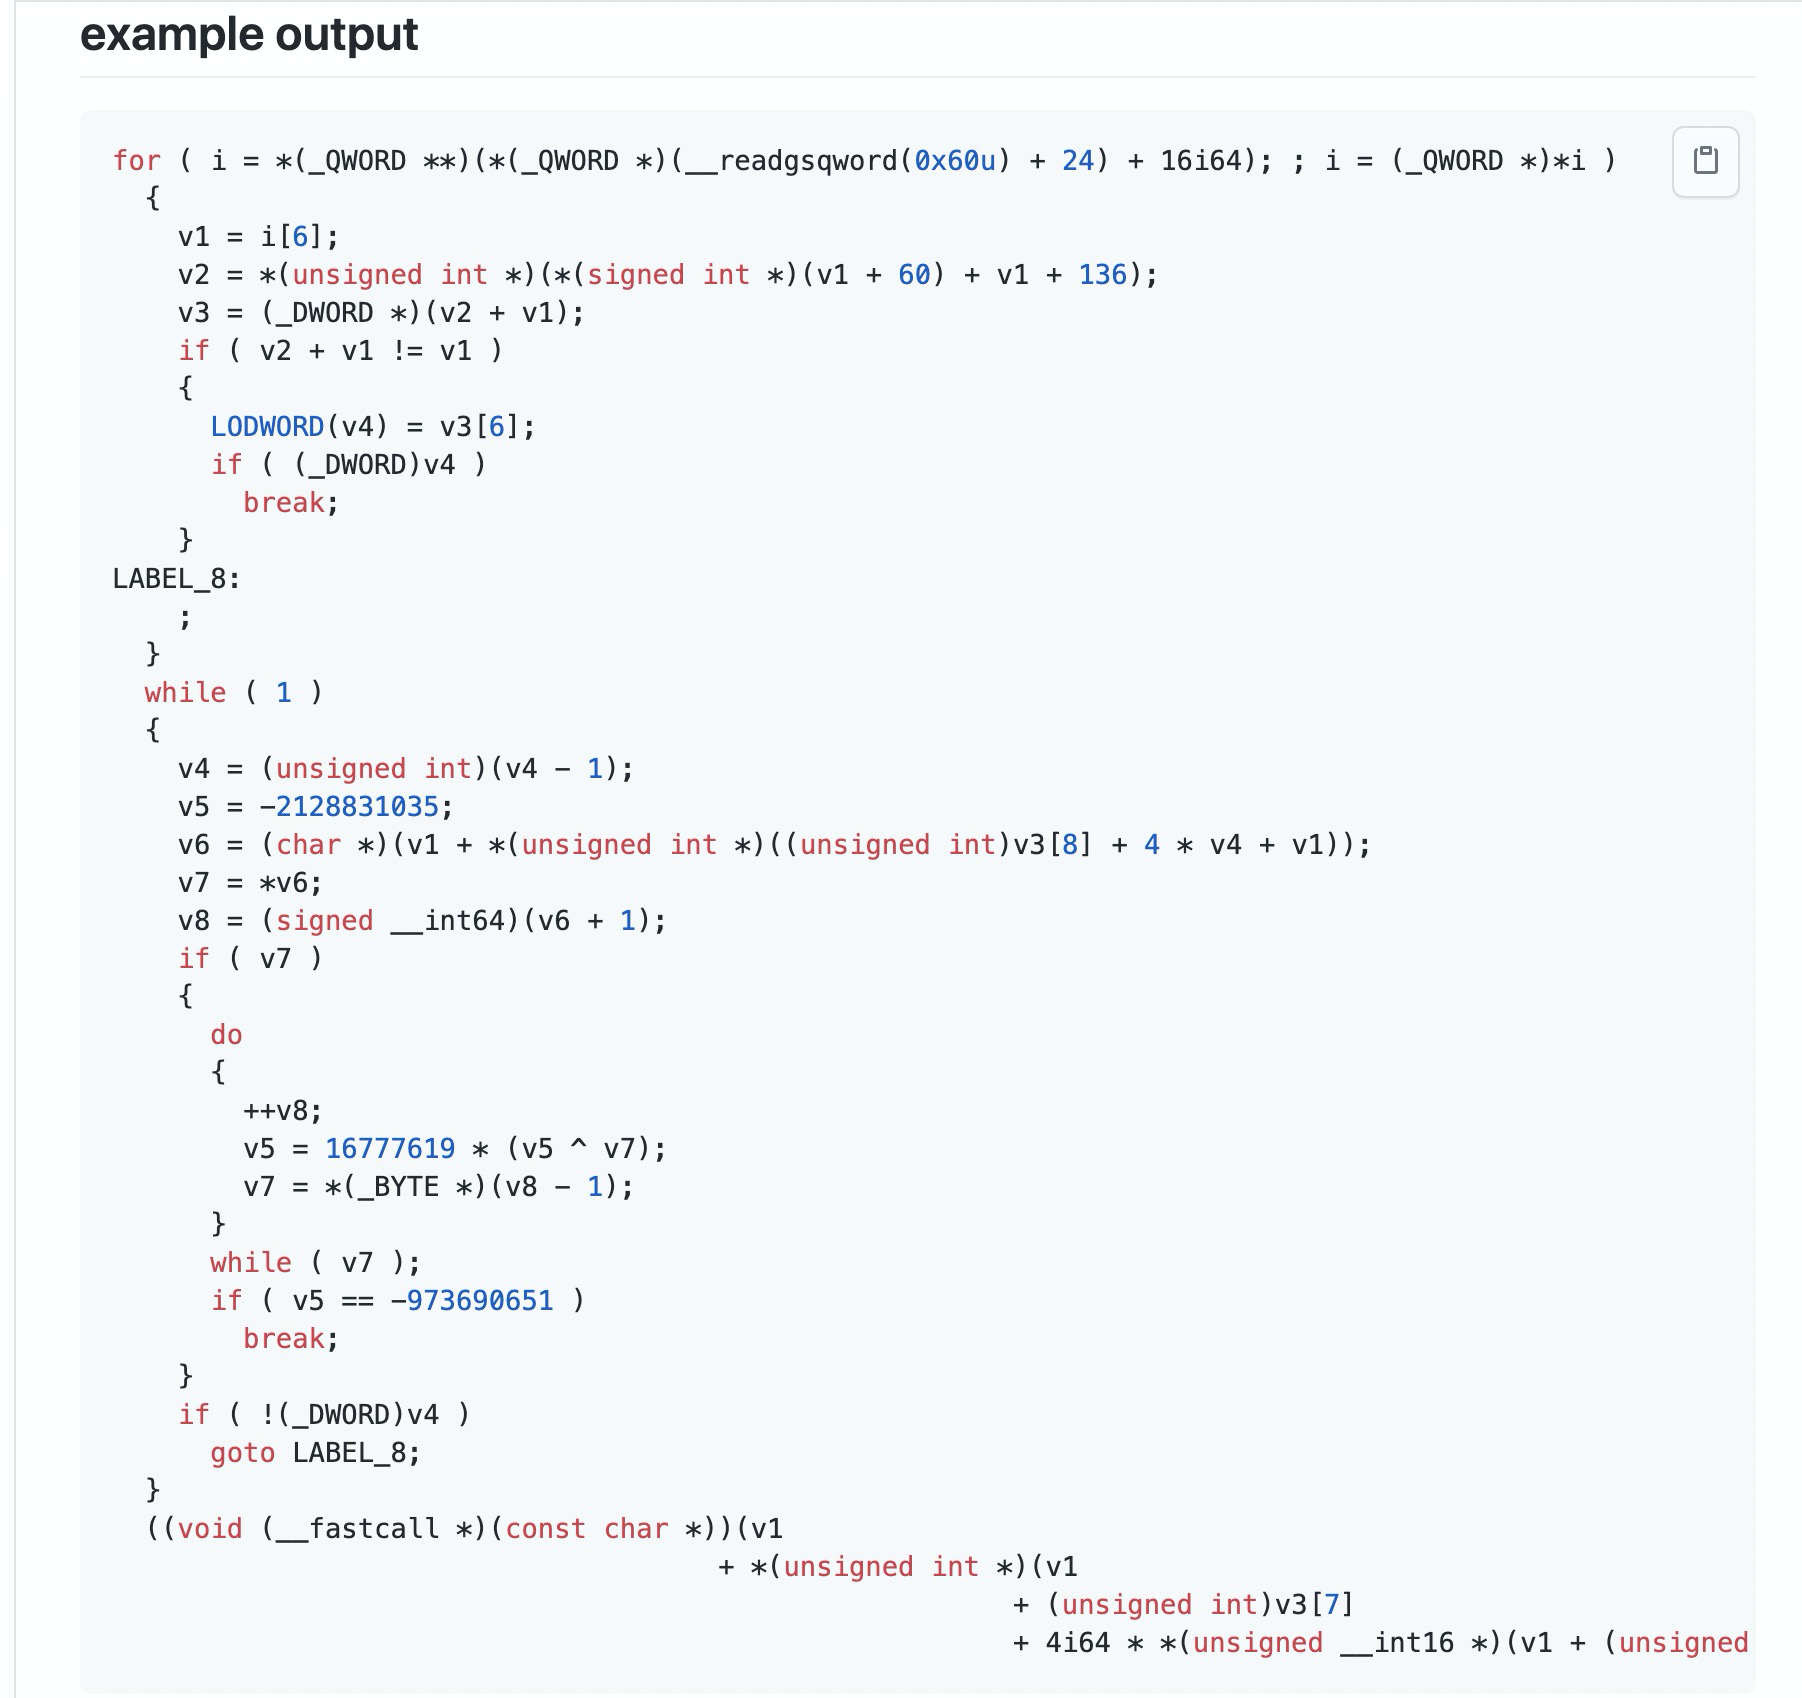 example output
for ( i = *(_QWORD **)(*(_QWORD *)(__readgsqword(0x60u) + 24) + 16i64); ; i = (_QWORD *)*i )
  {
    v1 = i[6];
    v2 = *(unsigned int *)(*(signed int *)(v1 + 60) + v1 + 136);
    v3 = (_DWORD *)(v2 + v1);
    if ( v2 + v1 != v1 )
    {
      LODWORD(v4) = v3[6];
      if ( (_DWORD)v4 )
        break;
    }
LABEL_8:
    ;
  }
  while ( 1 )
  {
    v4 = (unsigned int)(v4 - 1);
    v5 = -2128831035;
    v6 = (char *)(v1 + *(unsigned int *)((unsigned int)v3[8] + 4 * v4 + v1));
    v7 = *v6;
    v8 = (signed __int64)(v6 + 1);
    if ( v7 )
    {
      do
      {
        ++v8;
        v5 = 16777619 * (v5 ^ v7);
        v7 = *(_BYTE *)(v8 - 1);
      }
      while ( v7 );
      if ( v5 == -973690651 )
        break;
    }
    if ( !(_DWORD)v4 )
      goto LABEL_8;
  }
  ((void (__fastcall *)(const char *))(v1
                                     + *(unsigned int *)(v1
                                                       + (unsigned int)v3[7]
                                                       + 4i64 * *(unsigned __int16 *)(v1 + (unsigned